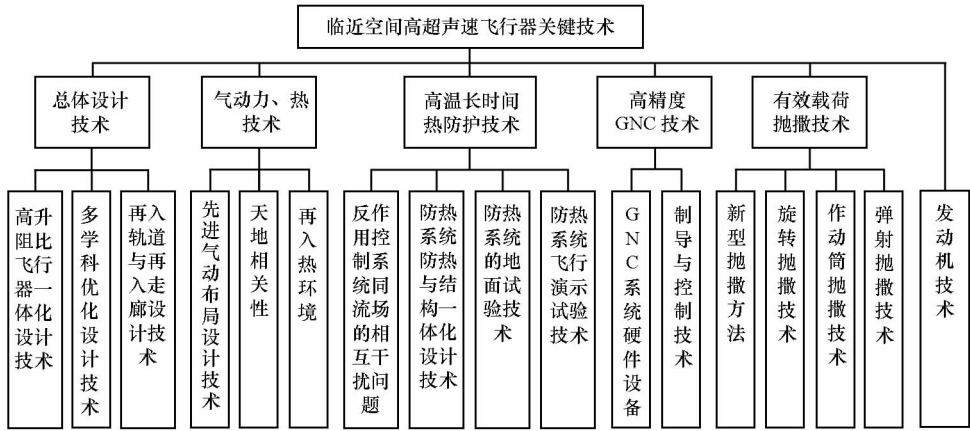 临近空间高超声速飞行器关键技术
总体设计
技术
气动力、热
技术
高温长时间
热防护技术
高精度
GNC 技术
有效载荷
抛撒技术
高升
阻比
飞行
器一
体化
设计
技术
多学科优化设计技术
再入
轨道
与再
入走
廊设
计技
术
先进气动布局设计技术
天地相关性
再入热环境
反作
用控
制系
统同
流场
的相
互干
扰问
题
防热
系统
防热
与结
构一
体化
设计
技术
防热
系统
的地
面试
验技
术
防热
系统
飞行
演示
试验
技术
GNC系统硬件设备
制导与控制技术
新型抛撒方法
旋转抛撒技术
作动筒抛撒技术
弹射抛撒技术
发动机技术